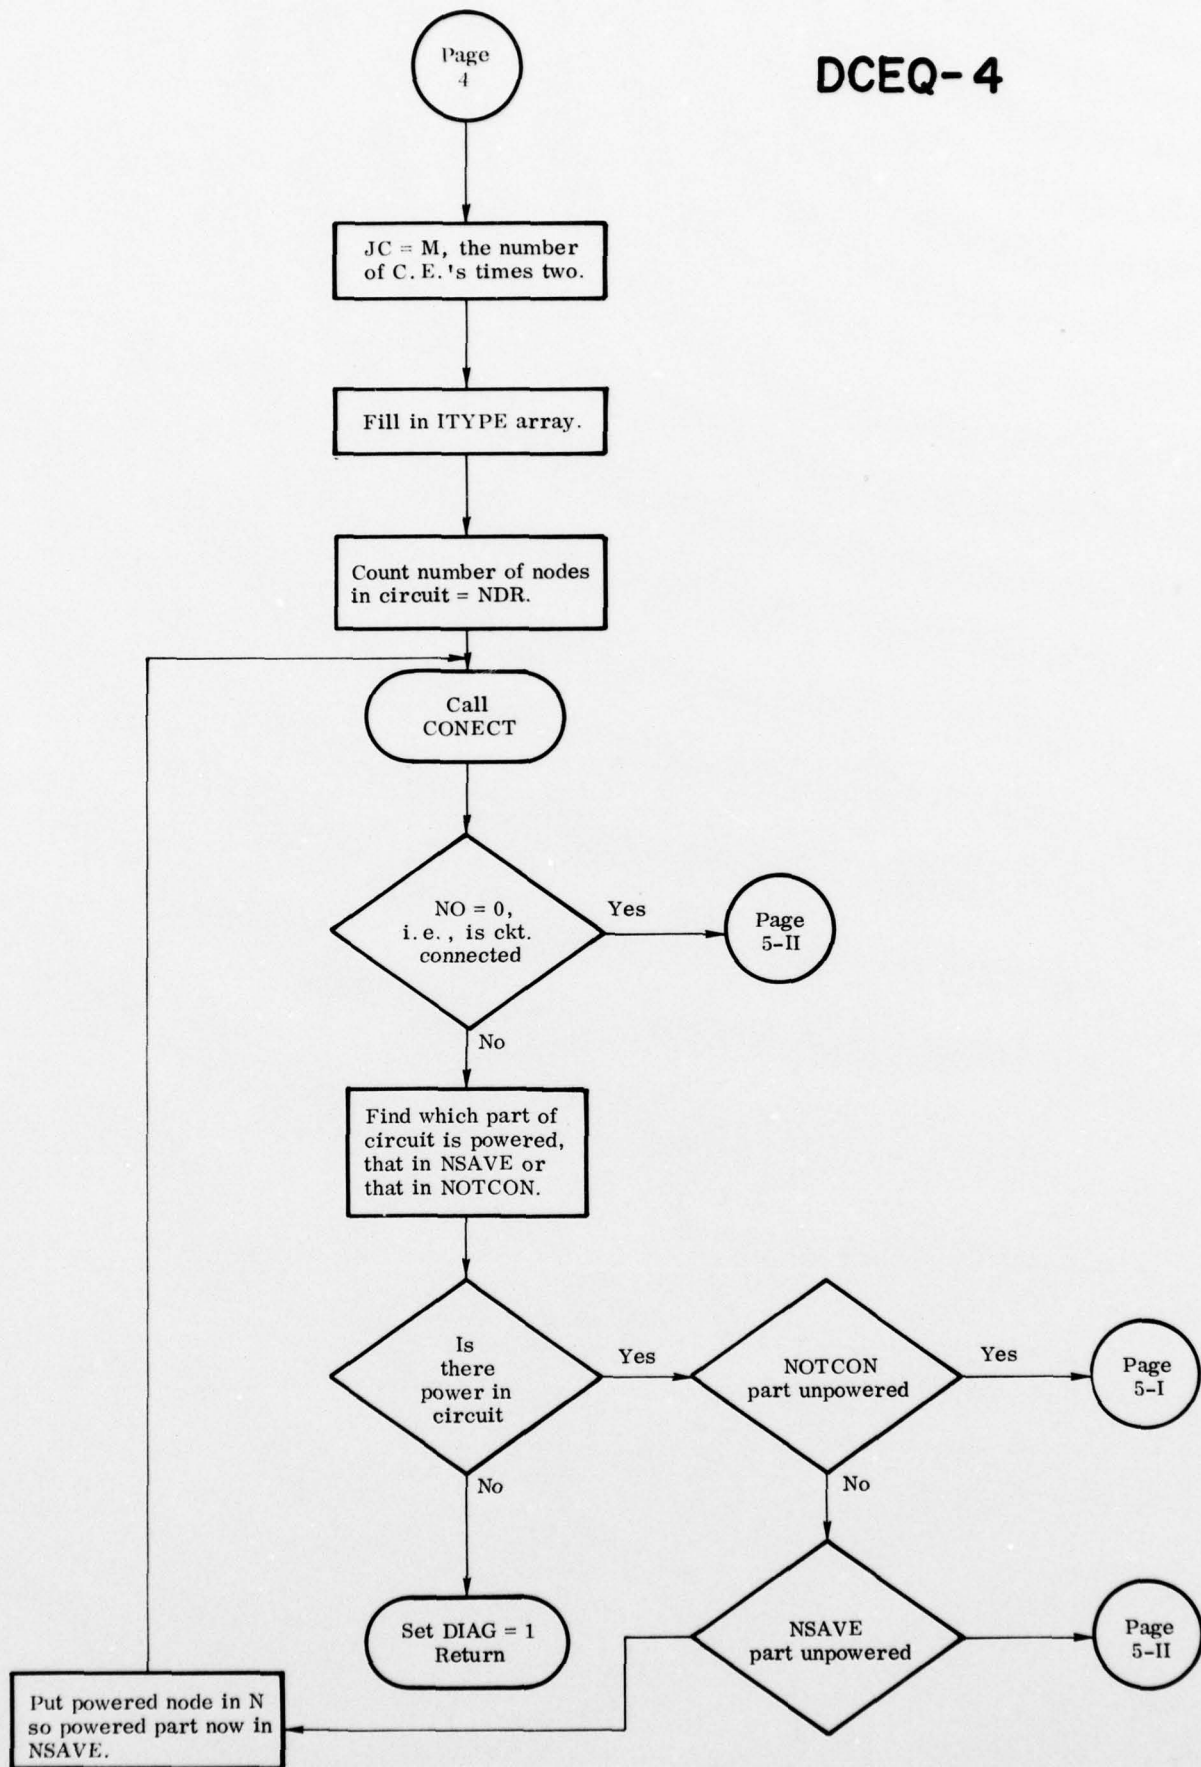 Page
4
DCEQ-4
JC = M, the number
of C.E.'s times two.
Fill in ITYPE array.
Count number of nodes
in circuit = NDR.
Call
CONECT
NO = 0,
i.e., is ckt.
connected
Yes
Page
5-II
No
Find which part of
circuit is powered,
that in NSAVE or
that in NOTCON.
Is
there
power in
circuit
Yes
NOTCON
part unpowered
Yes
Page
5-I
No
No
Set DIAG = 1
Return
NSAVE
part unpowered
Page
5-II
Put powered node in N
so powered part now in
NSAVE.